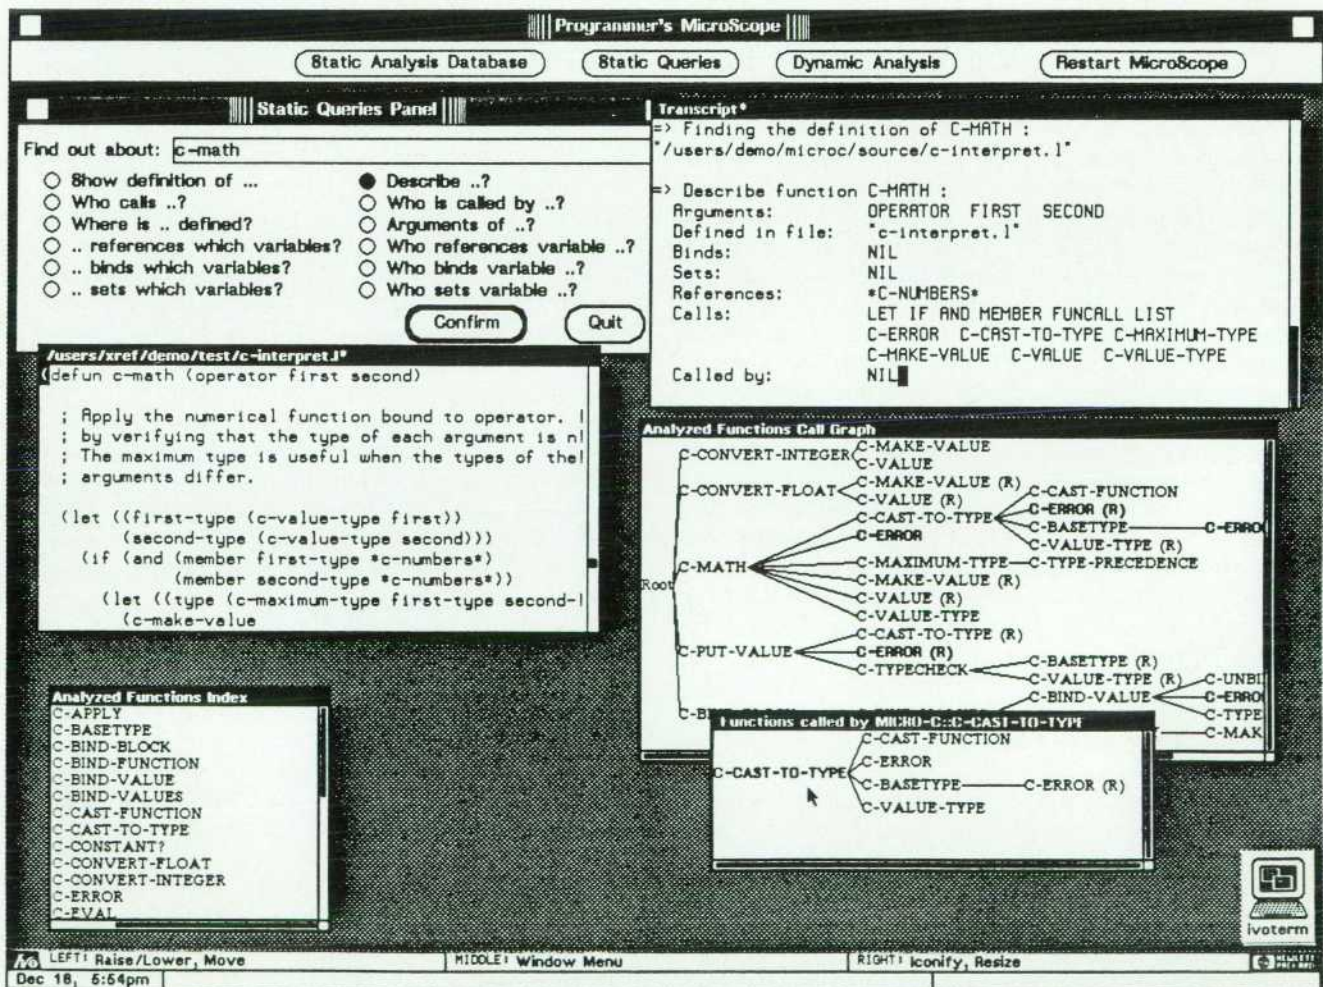 Programmer's MicroScope
Static Analysis Database Static Queries Dynamic Analysis Restart MicroScope
Static Queries Panel
Find out about: c-math
Show definition of ... Describe ..?
Who calls ..? Who is called by ..?
Where is .. defined? Arguments of ..?
.. references which variables? Who references variable ..?
.. binds which variables? Who binds variable ..?
.. sets which variables? Who sets variable ..?
Confirm Quit
Transcript*
=> Finding the definition of C-MATH :
"/users/demo/microc/source/c-interpret.l"
=> Describe function C-MATH :
Arguments: OPERATOR FIRST SECOND
Defined in file: "c-interpret.l"
Binds: NIL
Sets: NIL
References: *C-NUMBERS*
Calls: LET IF AND MEMBER FUNCALL LIST
C-ERROR C-CAST-TO-TYPE C-MAXIMUM-TYPE
C-MAKE-VALUE C-VALUE C-VALUE-TYPE
Called by: NIL
/users/xref/demo/test/c-interpret.l*
(defun c-math (operator first second)
; Apply the numerical function bound to operator.
; by verifying that the type of each argument is n
; The maximum type is useful when the types of the
; arguments differ.
(let ((first-type (c-value-type first))
(second-type (c-value-type second)))
(if (and (member first-type *c-numbers*)
(member second-type *c-numbers*))
(let ((type (c-maximum-type first-type second-
(c-make-value
Analyzed Functions Call Graph
C-CONVERT-INTEGER C-MAKE-VALUE
C-VALUE
C-CONVERT-FLOAT C-MAKE-VALUE (R)
C-VALUE (R) C-CAST-FUNCTION
C-CAST-TO-TYPE C-ERROR (R)
C-ERROR C-BASETYPE C-ERRO
C-VALUE-TYPE (R)
C-MATH C-MAXIMUM-TYPE C-TYPE-PRECEDENCE
Root C-MAKE-VALUE (R)
C-VALUE (R)
C-VALUE-TYPE
C-CAST-TO-TYPE (R)
C-PUT-VALUE C-ERROR (R)
C-TYPECHECK C-BASETYPE (R)
C-VALUE-TYPE (R) C-UNBI
C-BIND-VALUE C-ERRO
C-TYPE
C-MAK
Functions called by MICRO-C::C-CAST-TO-TYPE
C-CAST-FUNCTION
C-ERROR
C-CAST-TO-TYPE C-BASETYPE C-ERROR (R)
C-VALUE-TYPE
Analyzed Functions Index
C-APPLY
C-BASETYPE
C-BIND-BLOCK
C-BIND-FUNCTION
C-BIND-VALUE
C-BIND-VALUES
C-CAST-FUNCTION
C-CAST-TO-TYPE
C-CONSTANT?
C-CONVERT-FLOAT
C-CONVERT-INTEGER
C-ERROR
C-EVAL
ivoterm
ivo LEFT: Raise/Lower, Move MIDDLE: Window Menu RIGHT: Iconify, Resize HEWLETT PACKARD
Dec 18, 5:54pm